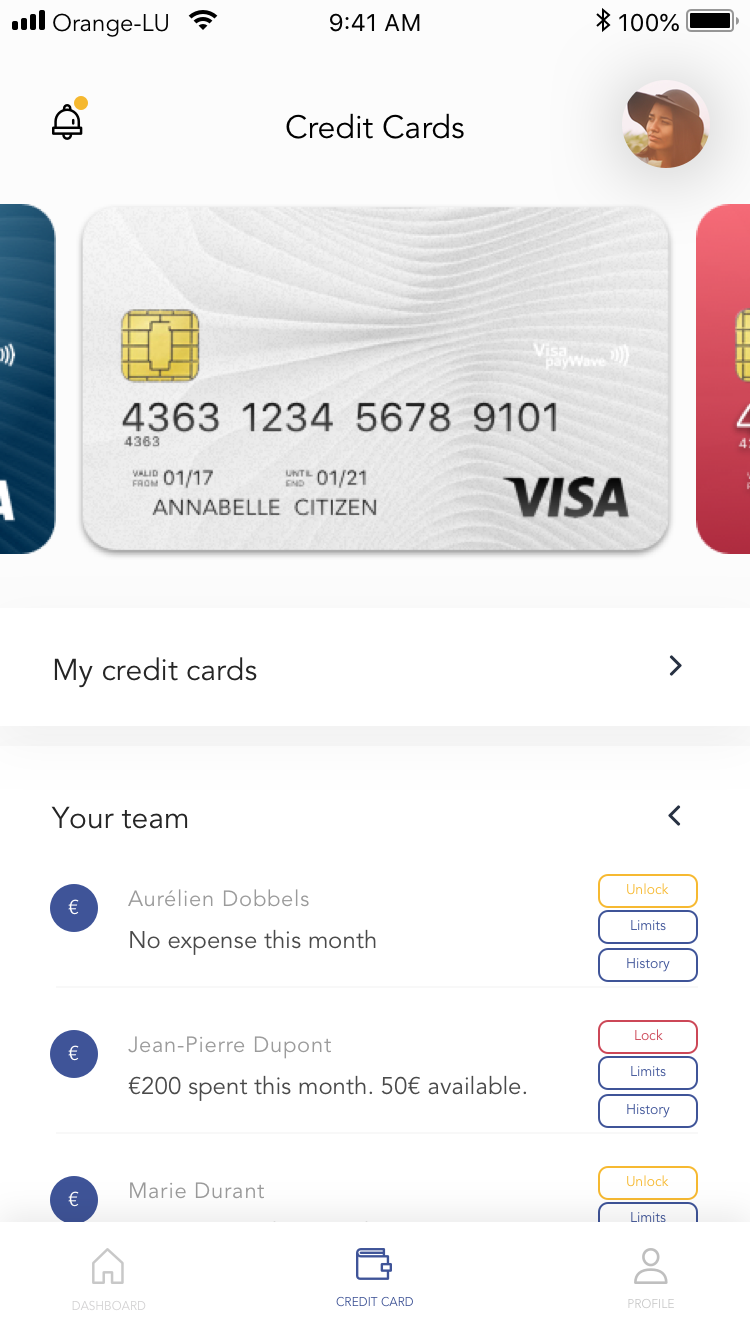 Orange-LU 9:41 AM 100%
Credit Cards
Visa
payWave
4363 1234 5678 9101
4363
VALID FROM 01/17 UNTIL END 01/21
ANNABELLE CITIZEN
VISA
My credit cards
Your team
€ Aurélien Dobbels
No expense this month
Unlock
Limits
History
€ Jean-Pierre Dupont
€200 spent this month. 50€ available.
Lock
Limits
History
€ Marie Durant
Unlock
Limits
DASHBOARD CREDIT CARD PROFILE